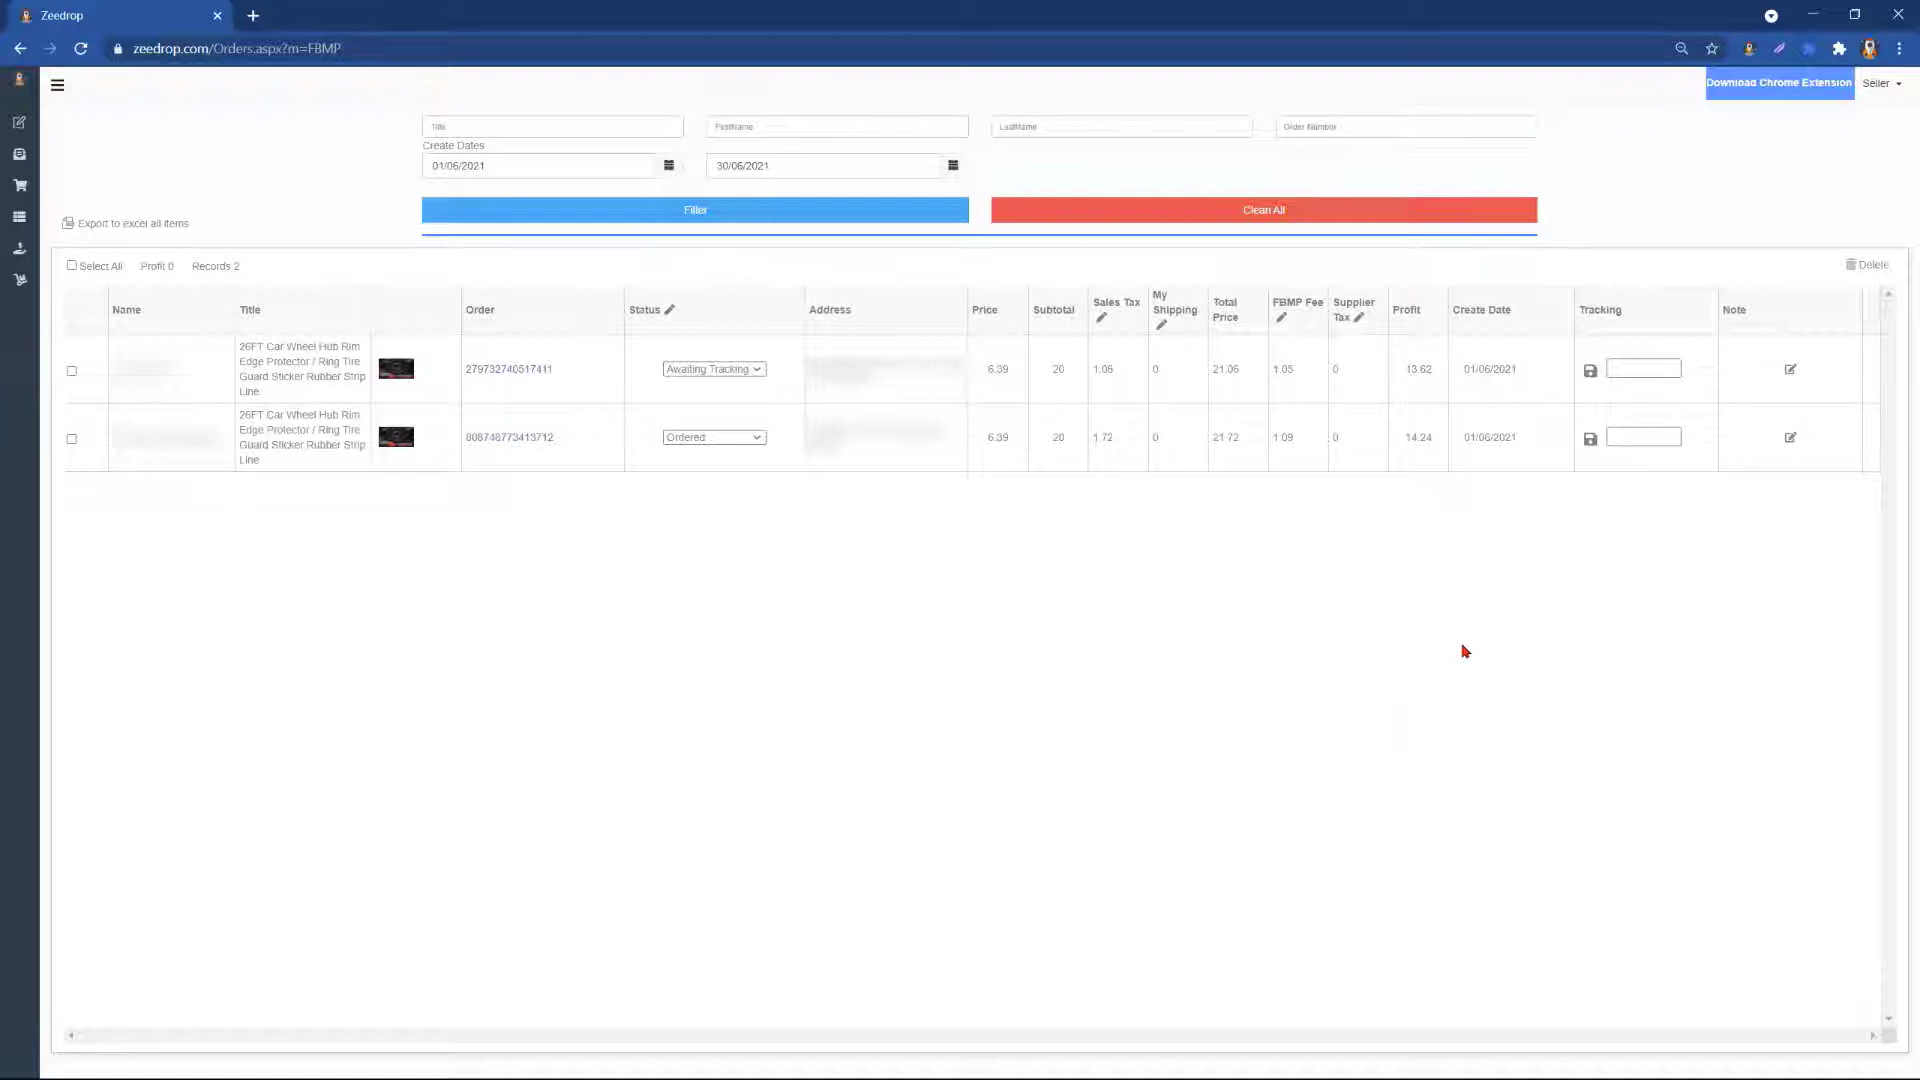 Zeedrop
zeedrop.com/Orders.aspx?m=FBMP
Download Chrome Extension
Seller
Title
FirstName
LastName
Order Number
Create Dates
01/06/2021
30/06/2021
Filter
Clean All
Export to excel all items
Select All
Profit 0
Records 2
Delete
Name
Title
Order
Status
Address
Price
Subtotal
Sales Tax
My
Shipping
Total
Price
FBMP Fee
Supplier
Tax
Profit
Create Date
Tracking
Note
26FT Car Wheel Hub Rim
Edge Protector / Ring Tire
Guard Sticker Rubber Strip
Line
279732740517411
Awaiting Tracking
6.39
20
1.06
0
21.06
1.05
0
13.62
01/06/2021
26FT Car Wheel Hub Rim
Edge Protector / Ring Tire
Guard Sticker Rubber Strip
Line
808748773413712
Ordered
6.39
20
1.72
0
21.72
1.09
0
14.24
01/06/2021